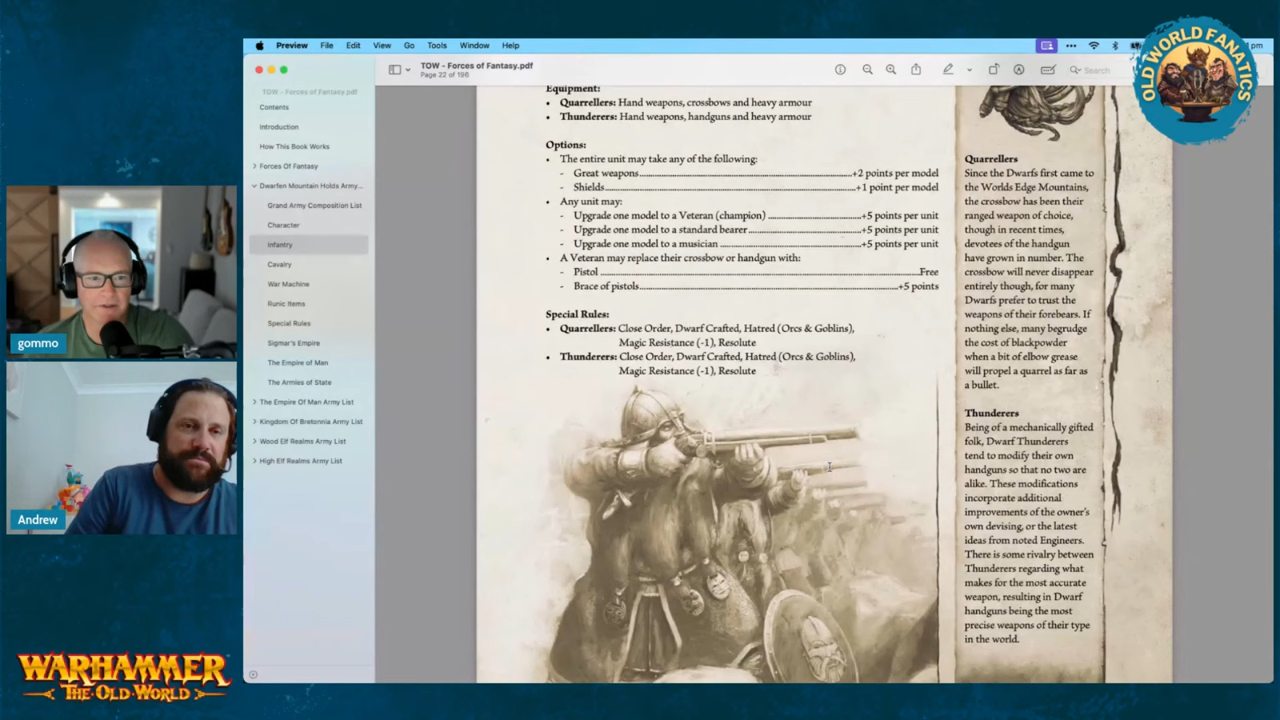 Preview File Edit View Go Tools Window Help
TOW - Forces of Fantasy.pdf
Page 22 of 196
Search
pm
OLD WORLD FANATICS
TOW - Forces of Fantasy.pdf
Contents
Introduction
How This Book Works
Forces Of Fantasy
Dwarfen Mountain Holds Army...
Grand Army Composition List
Character
Infantry
Cavalry
War Machine
Runic Items
Special Rules
Sigmar's Empire
The Empire of Man
The Armies of State
The Empire Of Man Army List
Kingdom Of Bretonnia Army List
Wood Elf Realms Army List
High Elf Realms Army List
gommo
Andrew
WARHAMMER
THE OLD WORLD
Equipment:
• Quarrellers: Hand weapons, crossbows and heavy armour
• Thunderers: Hand weapons, handguns and heavy armour
Options:
• The entire unit may take any of the following:
- Great weapons...+2 points per model
- Shields...+1 point per model
• Any unit may:
- Upgrade one model to a Veteran (champion)...+5 points per unit
- Upgrade one model to a standard bearer...+5 points per unit
- Upgrade one model to a musician...+5 points per unit
• A Veteran may replace their crossbow or handgun with:
- Pistol...Free
- Brace of pistols...+5 points
Special Rules:
• Quarrellers: Close Order, Dwarf Crafted, Hatred (Orcs & Goblins),
Magic Resistance (-1), Resolute
• Thunderers: Close Order, Dwarf Crafted, Hatred (Orcs & Goblins),
Magic Resistance (-1), Resolute
Quarrellers
Since the Dwarfs first came to
the Worlds Edge Mountains,
the crossbow has been their
ranged weapon of choice,
though in recent times,
devotees of the handgun
have grown in number. The
crossbow will never disappear
entirely though, for many
Dwarfs prefer to trust the
weapons of their forebears. If
nothing else, many begrudge
the cost of blackpowder
when a bit of elbow grease
will propel a quarrel as far as
a bullet.
Thunderers
Being of a mechanically gifted
folk, Dwarf Thunderers
tend to modify their own
handguns so that no two are
alike. These modifications
incorporate additional
improvements of the owner's
own devising, or the latest
ideas from noted Engineers.
There is some rivalry between
Thunderers regarding what
makes for the most accurate
weapon, resulting in Dwarf
handguns being the most
precise weapons of their type
in the world.